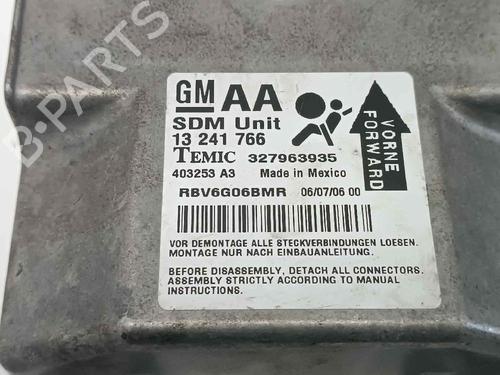 B-PARTS
GM AA
SDM Unit
13 241 766
TEMIC 327963935
403253 A3 Made in Mexico
RBV6G06BMR 06/07/06 00
VORNE
FORWARD
VOR DEMONTAGE ALLE STECKVERBINDUNGEN LOESEN.
MONTAGE NUR NACH EINBAUANLEITUNG.
BEFORE DISASSEMBLY, DETACH ALL CONNECTORS.
ASSEMBLY STRICTLY ACCORDING TO MANUAL
INSTRUCTIONS.